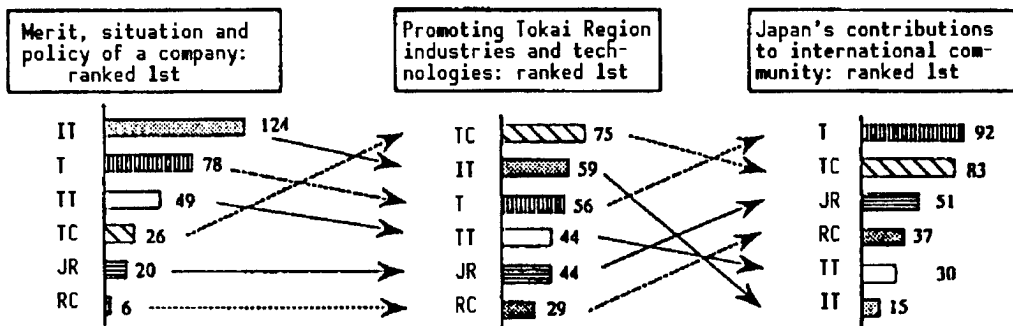 Merit, situation and
policy of a company:
ranked 1st
IT 124
T 78
TT 49
TC 26
JR 20
RC 6
Promoting Tokai Region
industries and tech-
nologies: ranked 1st
TC 75
IT 59
T 56
TT 44
JR 44
RC 29
Japan's contributions
to international com-
munity: ranked 1st
T 92
TC 83
JR 51
RC 37
TT 30
IT 15